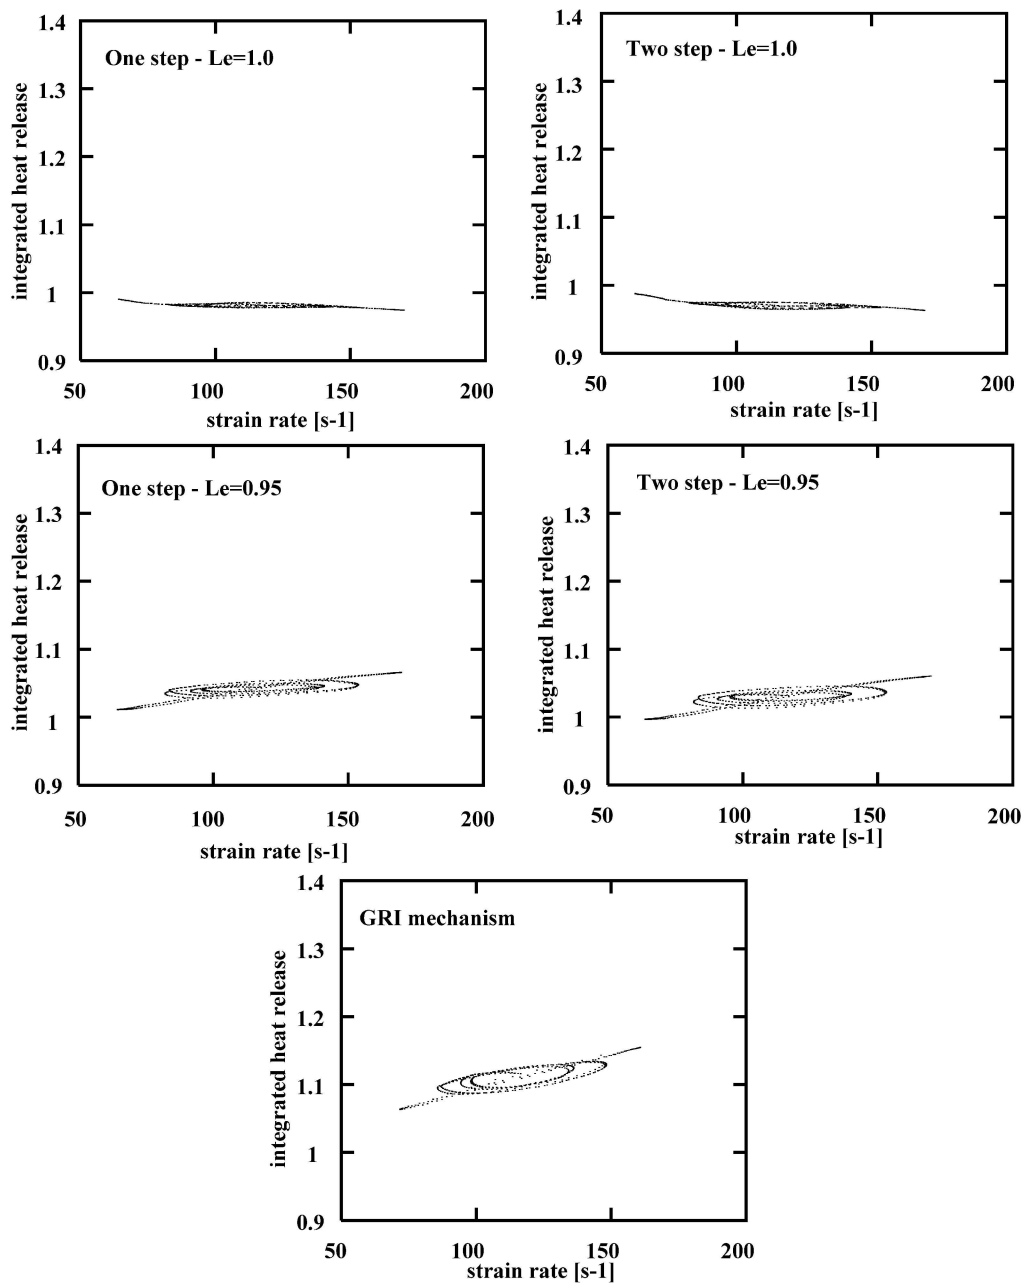 1.4
1.3
1.2
1.1
1
0.9
One step - Le=1.0
integrated heat release
50 100 150 200
strain rate [s-1]
1.4
1.3
1.2
1.1
1
0.9
Two step - Le=1.0
integrated heat release
50 100 150 200
strain rate [s-1]
1.4
1.3
1.2
1.1
1
0.9
One step - Le=0.95
integrated heat release
50 100 150 200
strain rate [s-1]
1.4
1.3
1.2
1.1
1
0.9
Two step - Le=0.95
integrated heat release
50 100 150 200
strain rate [s-1]
1.4
1.3
1.2
1.1
1
0.9
GRI mechanism
integrated heat release
50 100 150 200
strain rate [s-1]